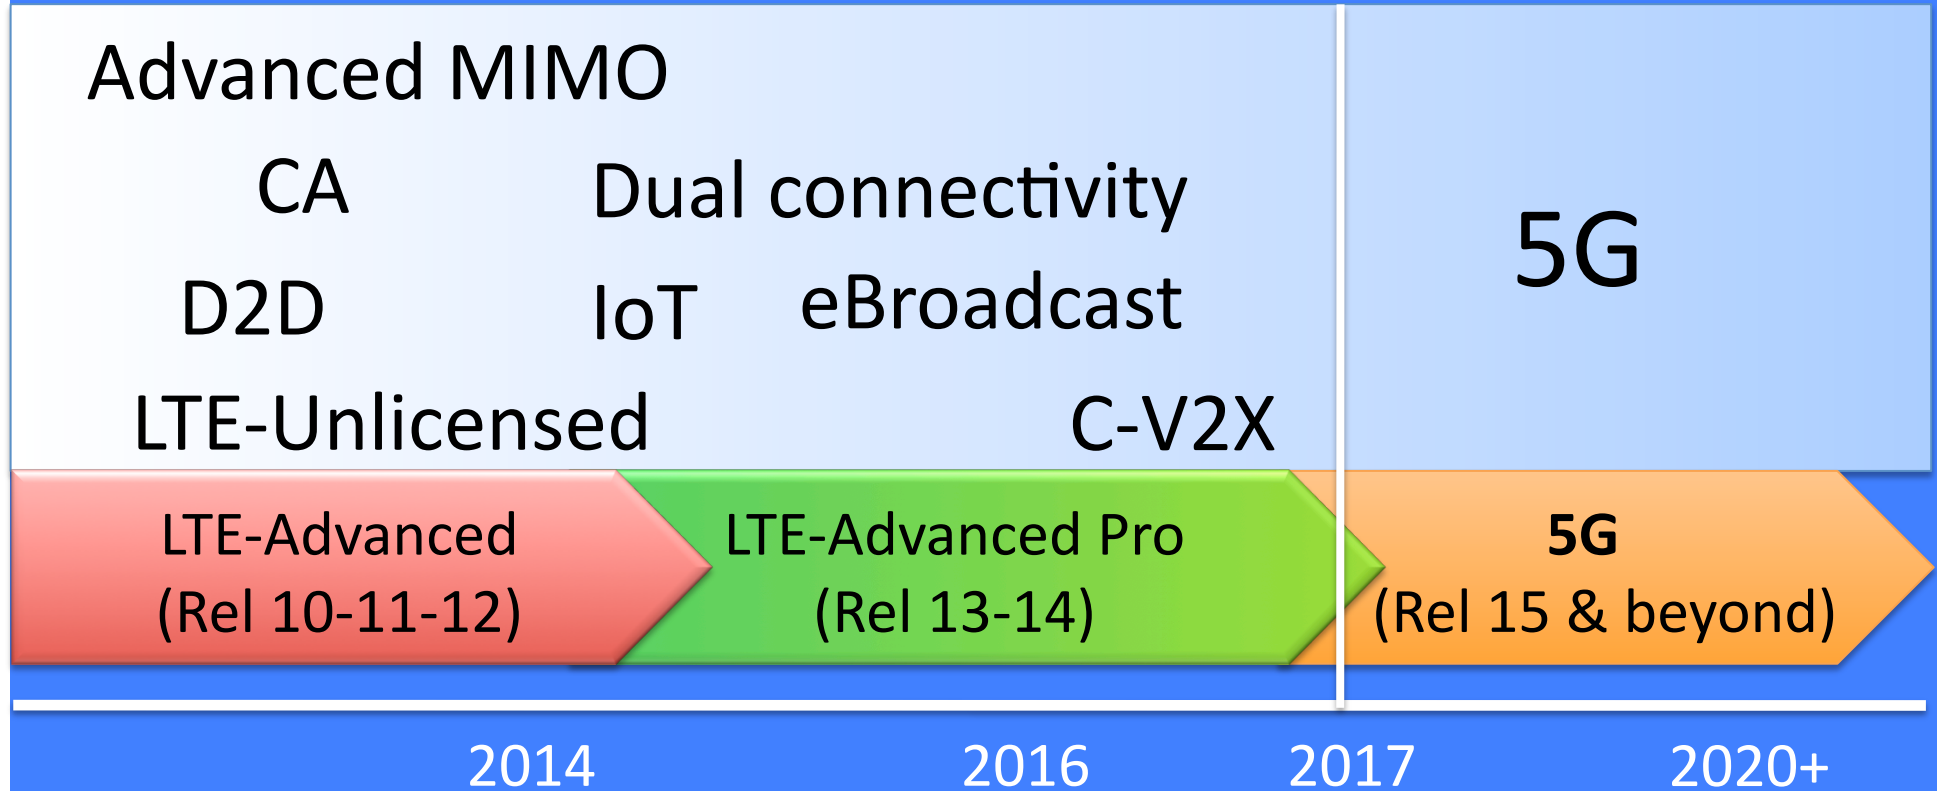 Advanced MIMO
CA
Dual connectivity
D2D
IoT
eBroadcast
LTE-Unlicensed
C-V2X
5G
LTE-Advanced
(Rel 10-11-12)
LTE-Advanced Pro
(Rel 13-14)
5G
(Rel 15 & beyond)
2014
2016
2017
2020+